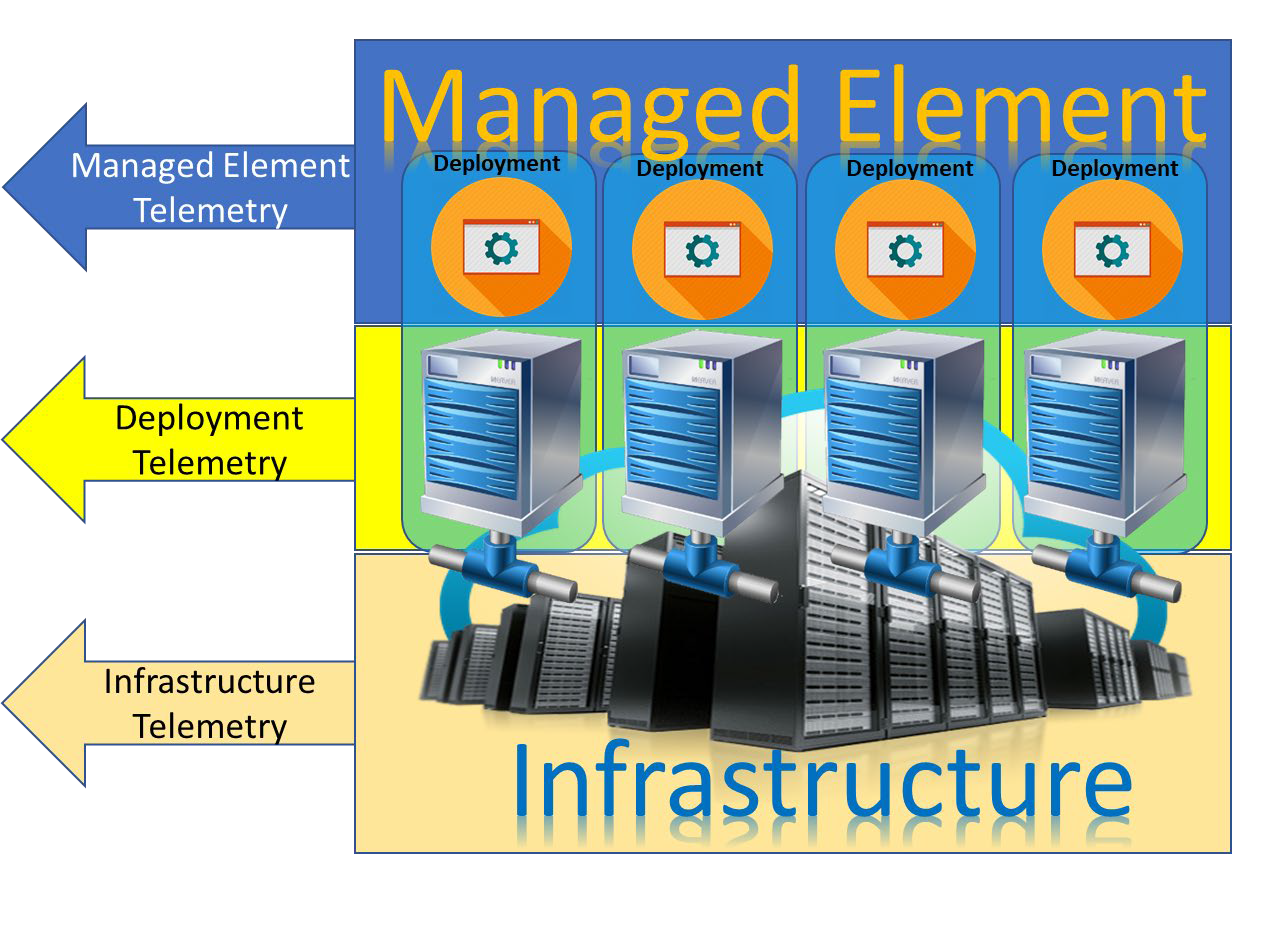 Managed Element
Deployment
Deployment
Deployment
Deployment
Managed Element
Telemetry
Deployment
Telemetry
Infrastructure
Telemetry
Infrastructure